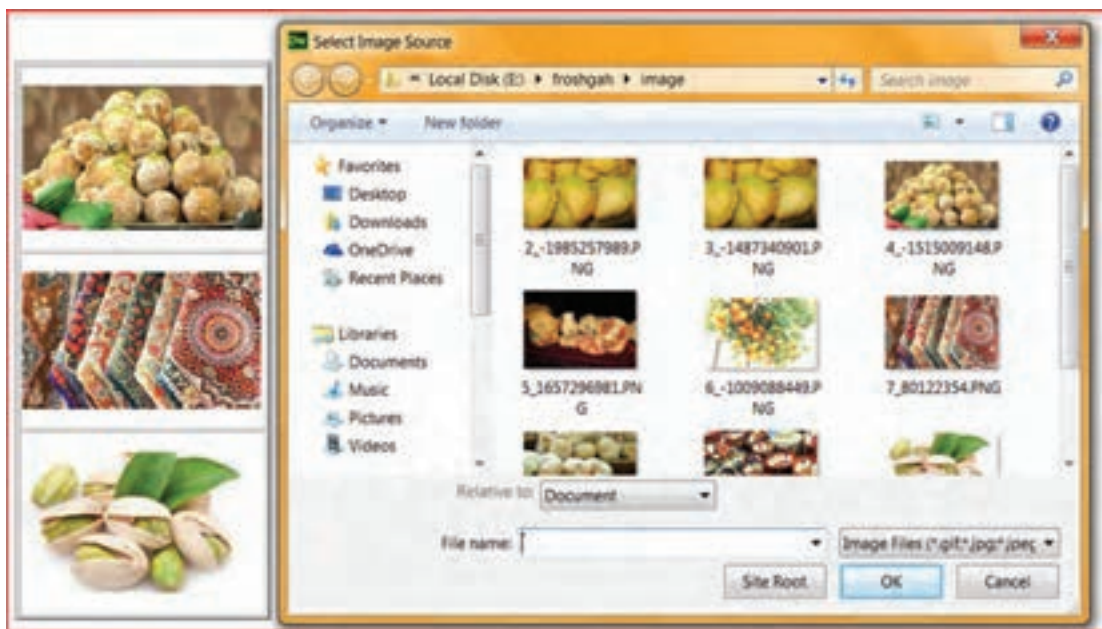 Dw Select Image Source
Local Disk (E:) froshgah image
Search image
Organize New folder
Favorites
Desktop
Downloads
OneDrive
Recent Places
Libraries
Documents
Music
Pictures
Videos
2_-1985257989.P
NG
3_-1487340901.P
NG
4_-1515009148.P
NG
5_1657296981.PN
G
6_-1009088449.P
NG
7_80122354.PNG
Relative to: Document
File name:
Image Files (*.gif;*.jpg;*.jpeg
Site Root OK Cancel